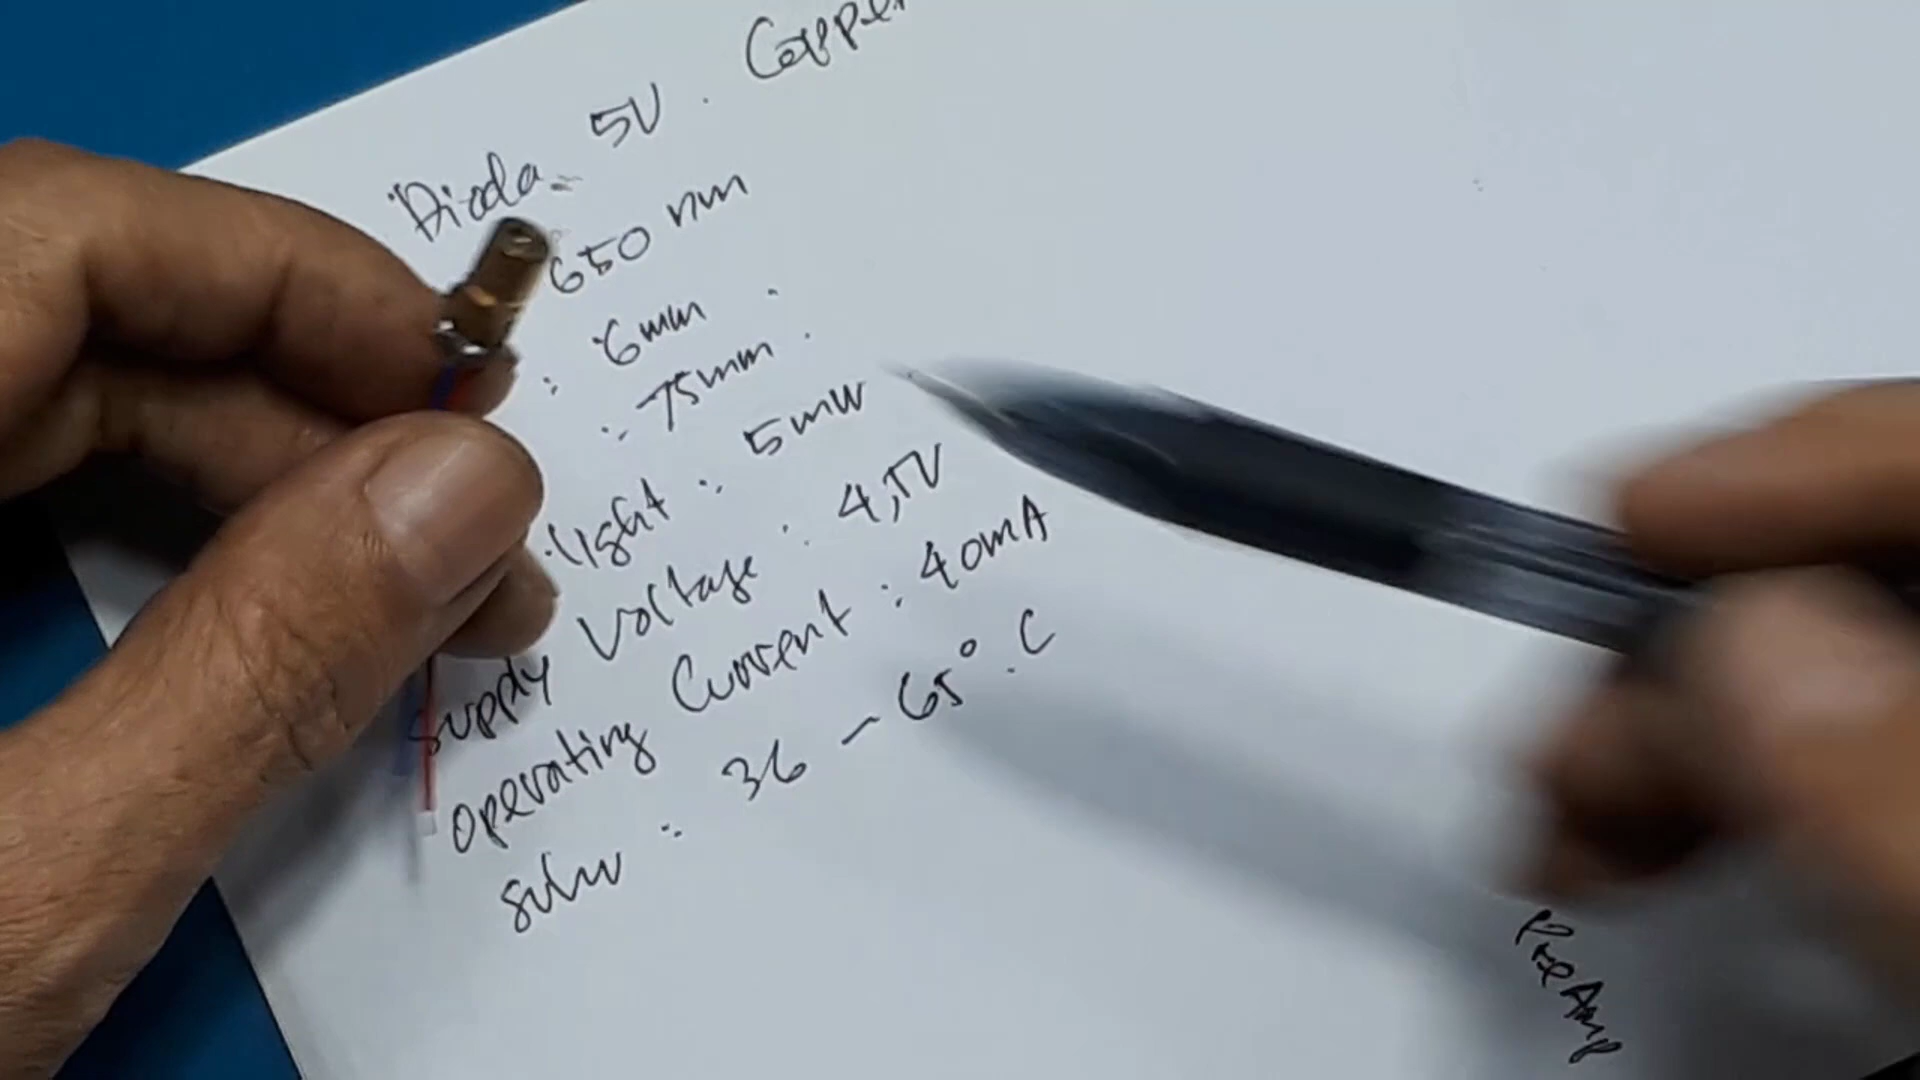 Dioda = 5V . Copper
650 nm
: 6mm .
: 75mm .
light : 5mW
supply Voltage : 4,5V
operating Current : 40mA
suhu : 36 - 65° C
Pre Amp